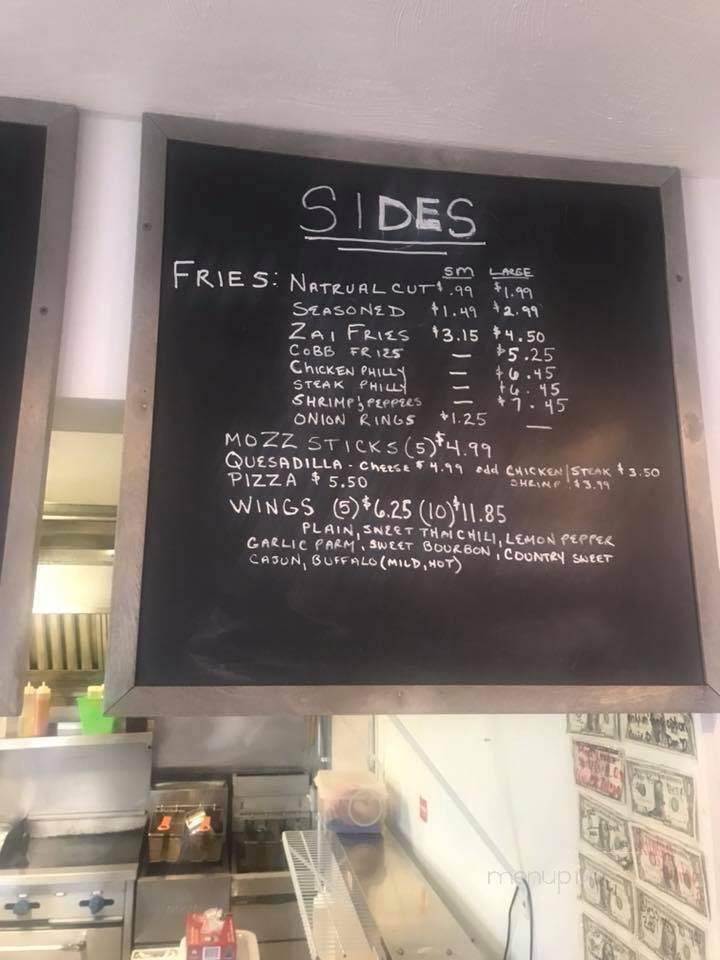 SIDES
SM LARGE
FRIES: NATRUAL CUT $.99 $1.99
SEASONED $1.49 $2.99
ZAI FRIES $3.15 $4.50
COBB FRIES — $5.25
CHICKEN PHILLY — $6.45
STEAK PHILLY — $6.45
SHRIMP & PEPPERS — $7.45
ONION RINGS $1.25 —
MOZZ STICKS (5) $4.99
QUESADILLA - CHEESE $4.99 add CHICKEN/STEAK $3.50
PIZZA $5.50 SHRIMP $3.99
WINGS (5) $6.25 (10) $11.85
PLAIN, SWEET THAI CHILI, LEMON PEPPER
GARLIC PARM, SWEET BOURBON, COUNTRY SWEET
CAJUN, BUFFALO (MILD, HOT)